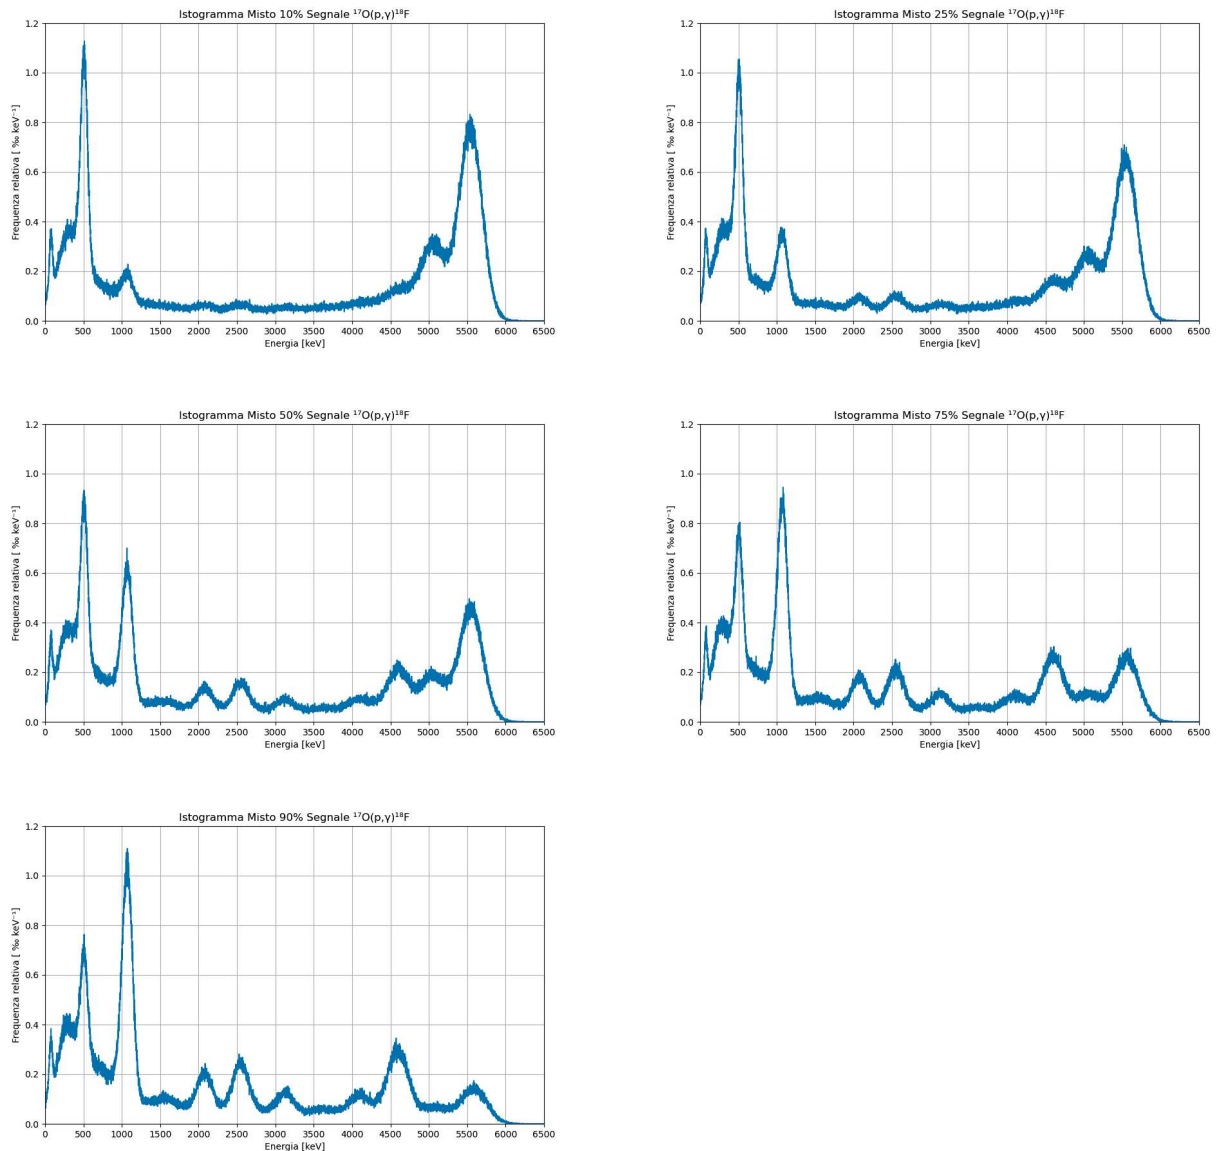 Istogramma Misto 10% Segnale ¹⁷O(p,γ)¹⁸F
1.2
1.0
0.8
0.6
0.4
0.2
0.0
Frequenza relativa [ ‰ keV⁻¹]
0 500 1000 1500 2000 2500 3000 3500 4000 4500 5000 5500 6000 6500
Energia [keV]
Istogramma Misto 25% Segnale ¹⁷O(p,γ)¹⁸F
1.2
1.0
0.8
0.6
0.4
0.2
0.0
Frequenza relativa [ ‰ keV⁻¹]
0 500 1000 1500 2000 2500 3000 3500 4000 4500 5000 5500 6000 6500
Energia [keV]
Istogramma Misto 50% Segnale ¹⁷O(p,γ)¹⁸F
1.2
1.0
0.8
0.6
0.4
0.2
0.0
Frequenza relativa [ ‰ keV⁻¹]
0 500 1000 1500 2000 2500 3000 3500 4000 4500 5000 5500 6000 6500
Energia [keV]
Istogramma Misto 75% Segnale ¹⁷O(p,γ)¹⁸F
1.2
1.0
0.8
0.6
0.4
0.2
0.0
Frequenza relativa [ ‰ keV⁻¹]
0 500 1000 1500 2000 2500 3000 3500 4000 4500 5000 5500 6000 6500
Energia [keV]
Istogramma Misto 90% Segnale ¹⁷O(p,γ)¹⁸F
1.2
1.0
0.8
0.6
0.4
0.2
0.0
Frequenza relativa [ ‰ keV⁻¹]
0 500 1000 1500 2000 2500 3000 3500 4000 4500 5000 5500 6000 6500
Energia [keV]